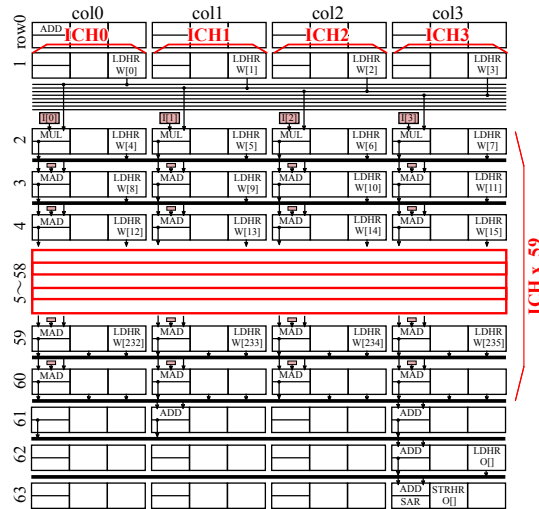 col0 col1 col2 col3
row0 ADD ICH0 ICH1 ICH2 ICH3
1 LDHR LDHR LDHR LDHR
W[0] W[1] W[2] W[3]
I[0] I[1] I[2] I[3]
2 MUL LDHR MUL LDHR MUL LDHR MUL LDHR
W[4] W[5] W[6] W[7]
3 MAD LDHR MAD LDHR MAD LDHR MAD LDHR
W[8] W[9] W[10] W[11]
4 MAD LDHR MAD LDHR MAD LDHR MAD LDHR
W[12] W[13] W[14] W[15]
5～58
ICH x 59
59 MAD LDHR MAD LDHR MAD LDHR MAD LDHR
W[232] W[233] W[234] W[235]
60 MAD MAD MAD MAD
61 ADD ADD
62 ADD LDHR
O[]
63 ADD STRHR
SAR O[]